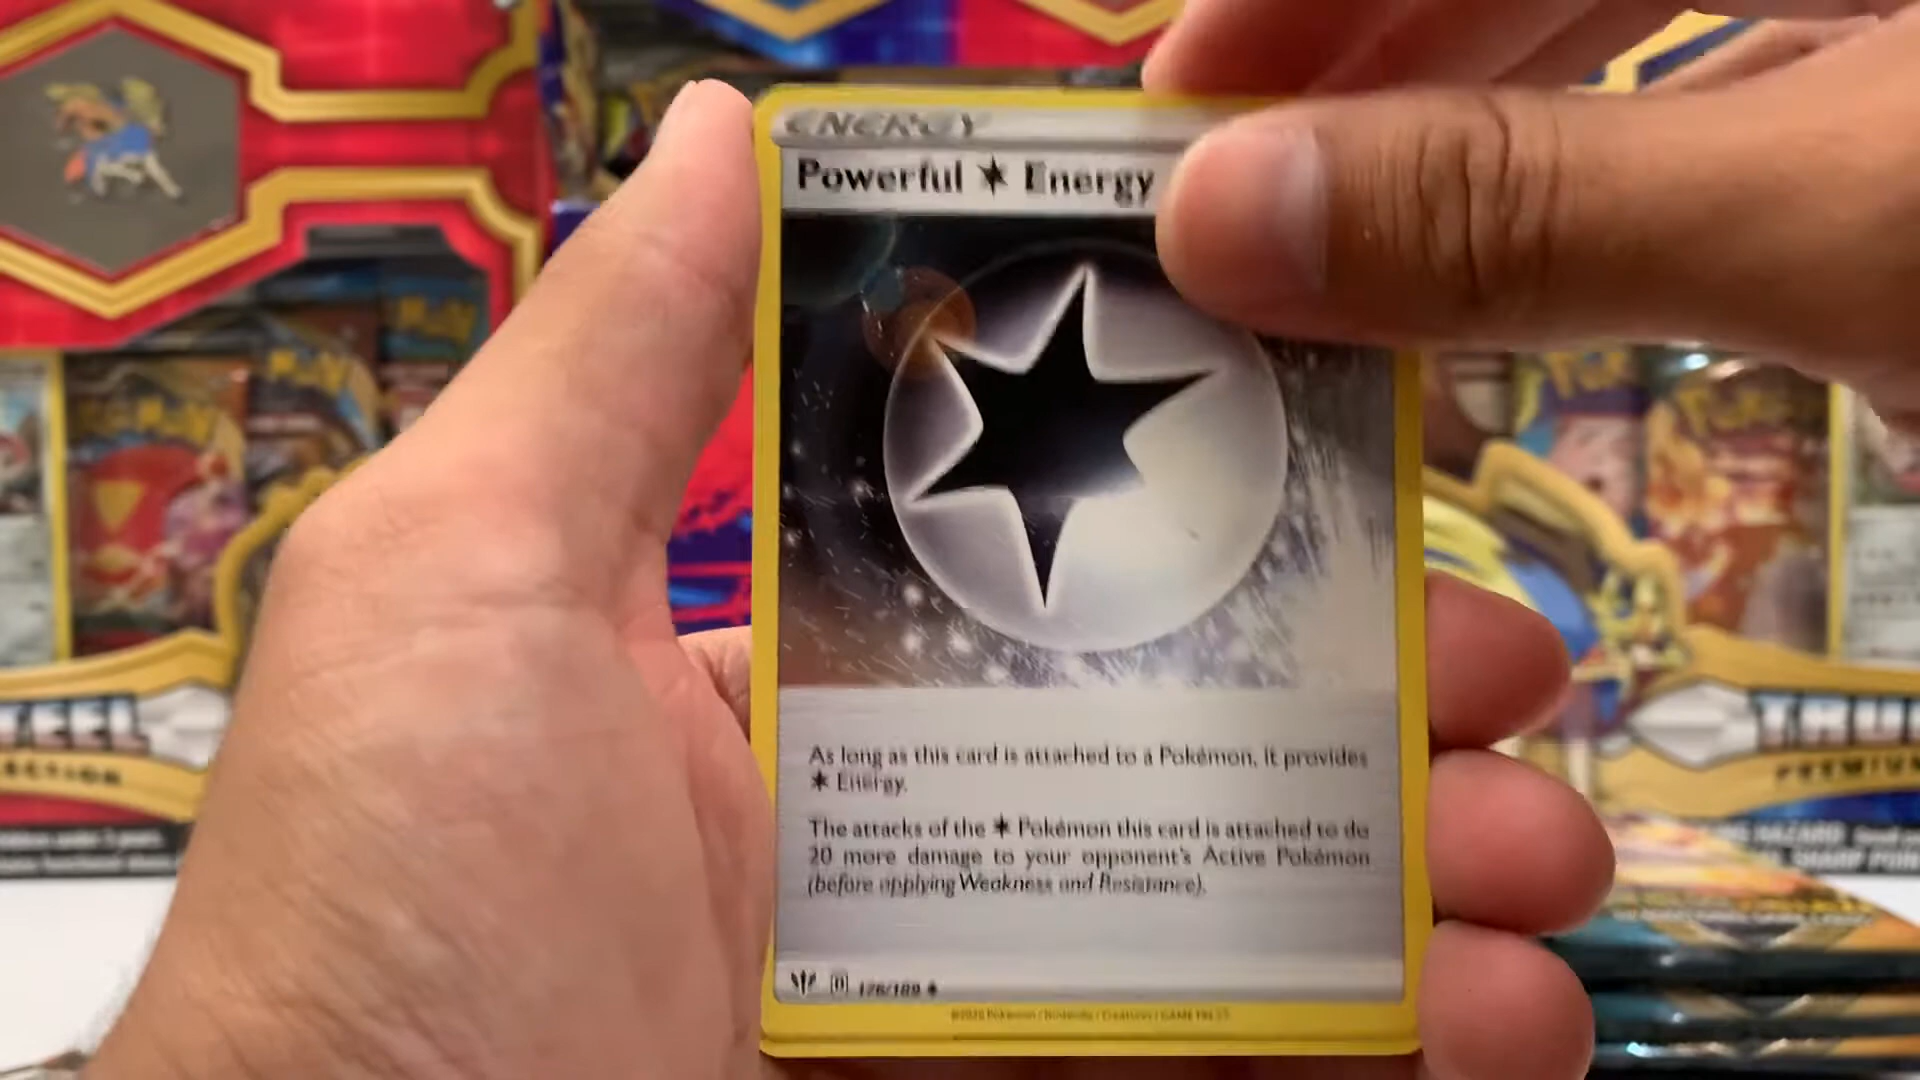 ENERGY
Powerful Energy
As long as this card is attached to a Pokémon, it provides
Energy.
The attacks of the Pokémon this card is attached to do
20 more damage to your opponent's Active Pokémon
(before applying Weakness and Resistance).
D 176/189
©2020 Pokémon / Nintendo / Creatures / GAME FREAK